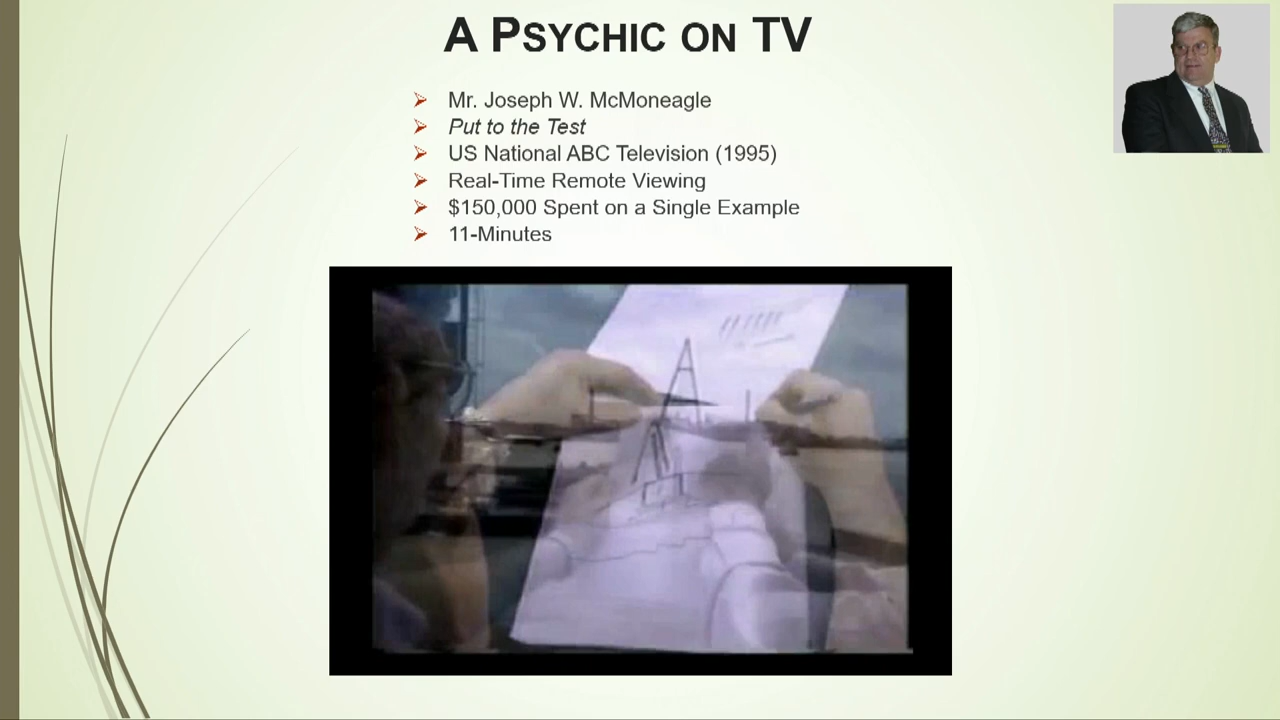 A PSYCHIC ON TV
Mr. Joseph W. McMoneagle
Put to the Test
US National ABC Television (1995)
Real-Time Remote Viewing
$150,000 Spent on a Single Example
11-Minutes